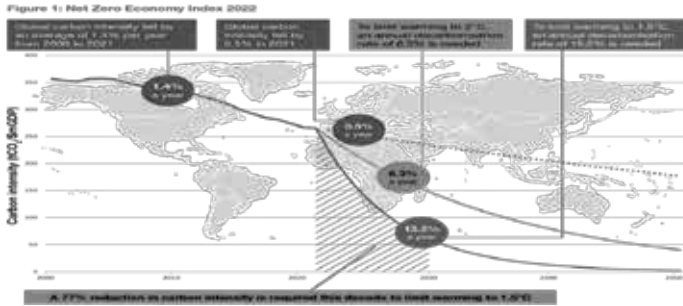 Figure 1: Net Zero Economy Index 2022
Global carbon intensity fell by
an average of 1.4% per year
from 2000 to 2021
Global carbon
intensity fell by
0.5% in 2021
To limit warming to 2°C,
an annual decarbonisation
rate of 6.3% is needed
To limit warming to 1.5°C,
an annual decarbonisation
rate of 15.2% is needed
Carbon intensity (tCO2/$mGDP)
1.4%
a year
0.5%
a year
6.3%
a year
15.2%
a year
50
0
2000
2010
A 77% reduction in carbon intensity is required this decade to limit warming to 1.5°C